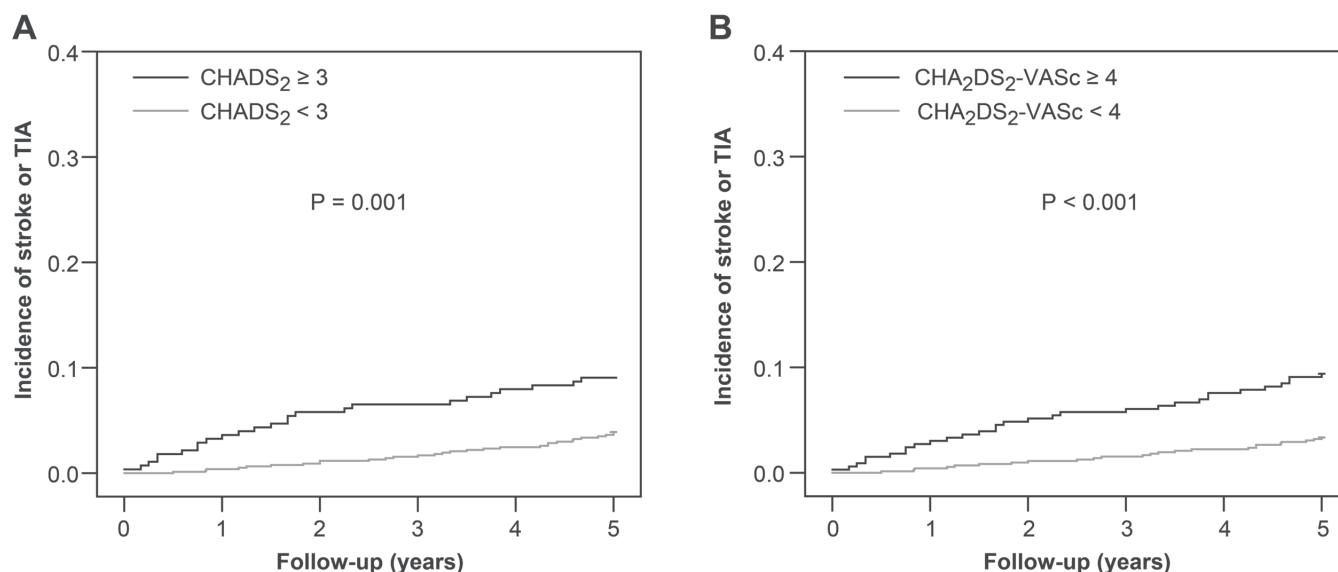 A
Incidence of stroke or TIA
0.4
0.3
0.2
0.1
0.0
CHADS₂ ≥ 3
CHADS₂ < 3
P = 0.001
0 1 2 3 4 5
Follow-up (years)
B
Incidence of stroke or TIA
0.4
0.3
0.2
0.1
0.0
CHA₂DS₂-VASc ≥ 4
CHA₂DS₂-VASc < 4
P < 0.001
0 1 2 3 4 5
Follow-up (years)